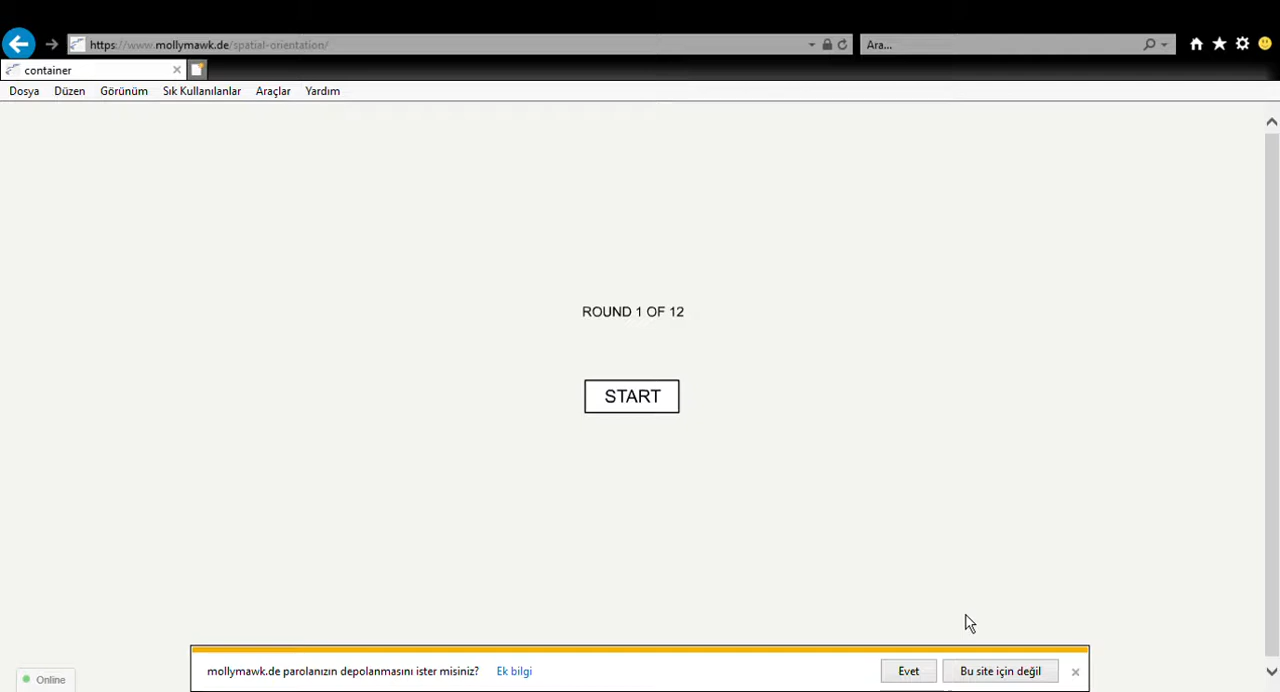 https://www.mollymawk.de/spatial-orientation/
Ara...
container
Dosya Düzen Görünüm Sık Kullanılanlar Araçlar Yardım
ROUND 1 OF 12
START
mollymawk.de parolanızın depolanmasını ister misiniz? Ek bilgi Evet Bu site için değil
Online